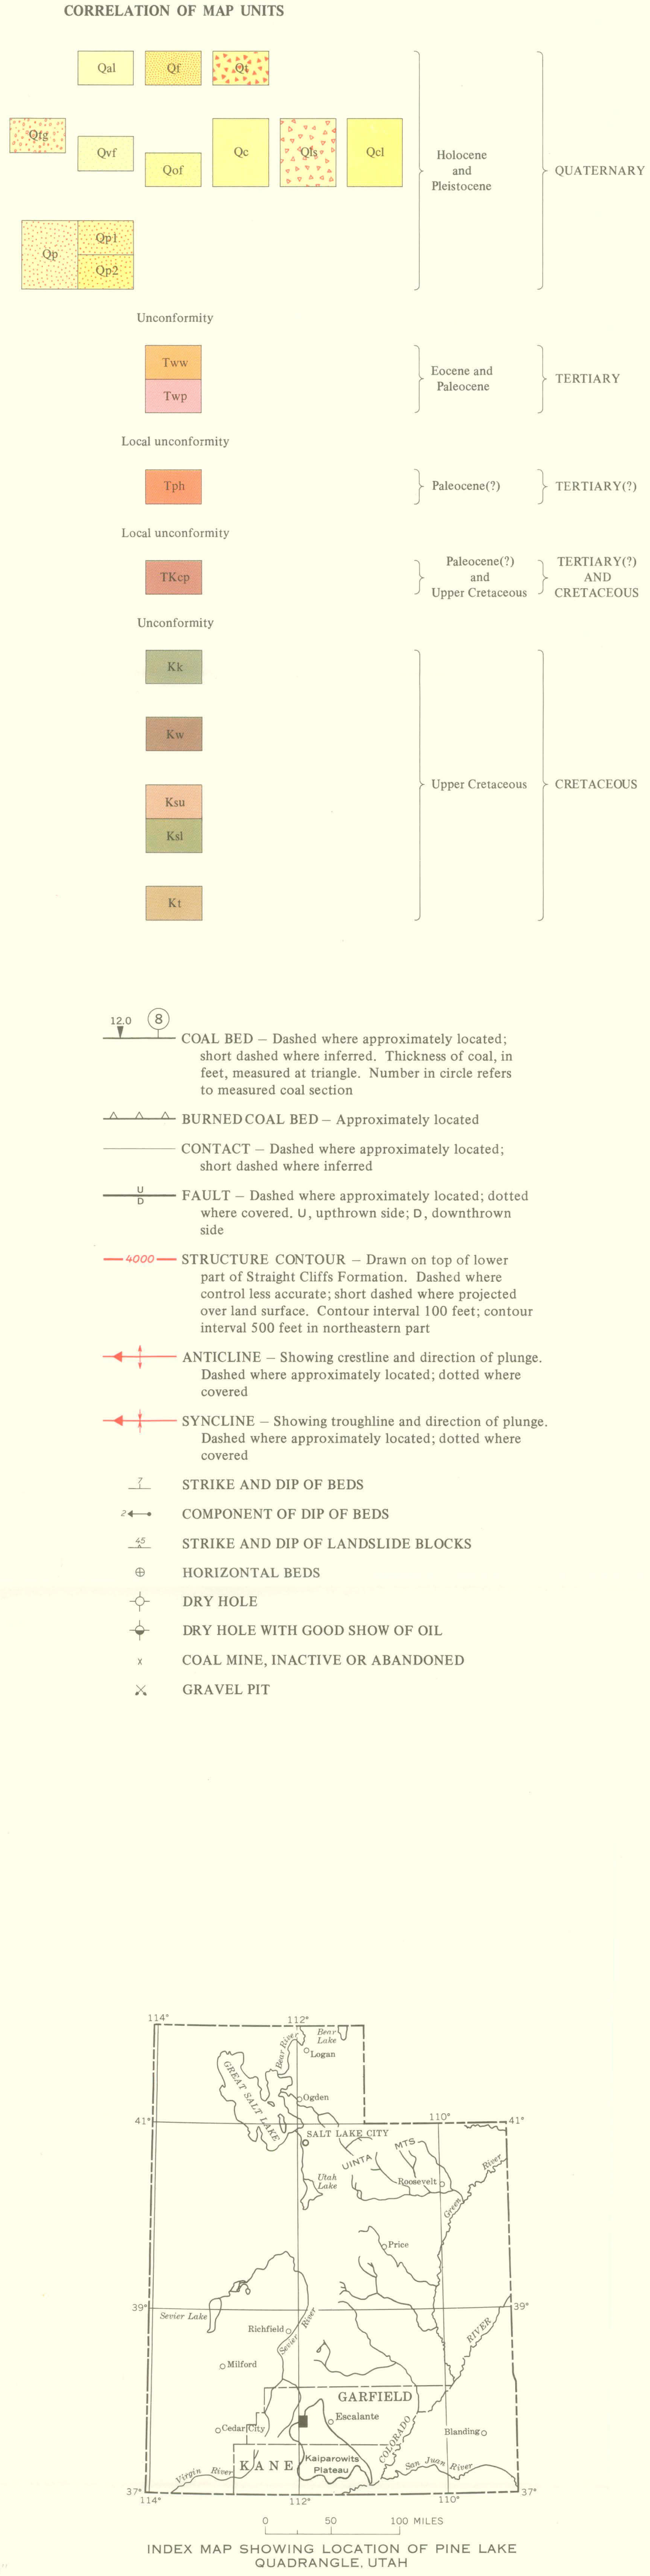 CORRELATION OF MAP UNITS
Qal
Qf
Qt
Qtg
Qvf
Qof
Qc
Qls
Qcl
Holocene
and
Pleistocene
QUATERNARY
Qp
Qp1
Qp2
Unconformity
Tww
Twp
Eocene and
Paleocene
TERTIARY
Local unconformity
Tph
Paleocene(?)
TERTIARY(?)
Local unconformity
TKcp
Paleocene(?)
and
Upper Cretaceous
TERTIARY(?)
AND
CRETACEOUS
Unconformity
Kk
Kw
Ksu
Ksl
Kt
Upper Cretaceous
CRETACEOUS
12.0
8
COAL BED — Dashed where approximately located;
short dashed where inferred. Thickness of coal, in
feet, measured at triangle. Number in circle refers
to measured coal section
BURNED COAL BED — Approximately located
CONTACT — Dashed where approximately located;
short dashed where inferred
U
D
FAULT — Dashed where approximately located; dotted
where covered. U, upthrown side; D, downthrown
side
4000
STRUCTURE CONTOUR — Drawn on top of lower
part of Straight Cliffs Formation. Dashed where
control less accurate; short dashed where projected
over land surface. Contour interval 100 feet; contour
interval 500 feet in northeastern part
ANTICLINE — Showing crestline and direction of plunge.
Dashed where approximately located; dotted where
covered
SYNCLINE — Showing troughline and direction of plunge.
Dashed where approximately located; dotted where
covered
7
STRIKE AND DIP OF BEDS
2
COMPONENT OF DIP OF BEDS
45
STRIKE AND DIP OF LANDSLIDE BLOCKS
HORIZONTAL BEDS
DRY HOLE
DRY HOLE WITH GOOD SHOW OF OIL
x
COAL MINE, INACTIVE OR ABANDONED
GRAVEL PIT
114°
112°
Bear River
Bear
Lake
Logan
GREAT SALT LAKE
Ogden
41°
110°
41°
SALT LAKE CITY
UINTA MTS
Utah
Lake
Roosevelt
Green River
Price
39°
39°
Sevier Lake
Richfield
Sevier River
Milford
COLORADO RIVER
GARFIELD
Escalante
Cedar City
Blanding
KANE
Kaiparowits
Plateau
San Juan River
Virgin River
37°
37°
114°
112°
110°
0 50 100 MILES
INDEX MAP SHOWING LOCATION OF PINE LAKE
QUADRANGLE, UTAH